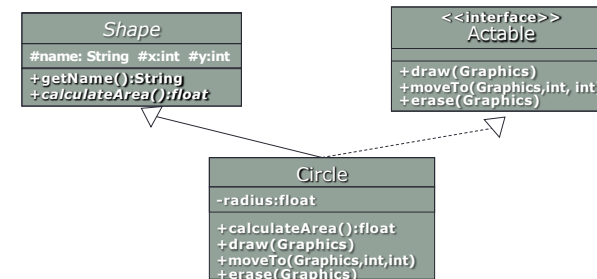 Shape
#name: String #x:int #y:int
+getName():String
+calculateArea():float
<<interface>>
Actable
+draw(Graphics)
+moveTo(Graphics,int, int
+erase(Graphics)
Circle
-radius:float
+calculateArea():float
+draw(Graphics)
+moveTo(Graphics,int,int)
+erase(Graphics)